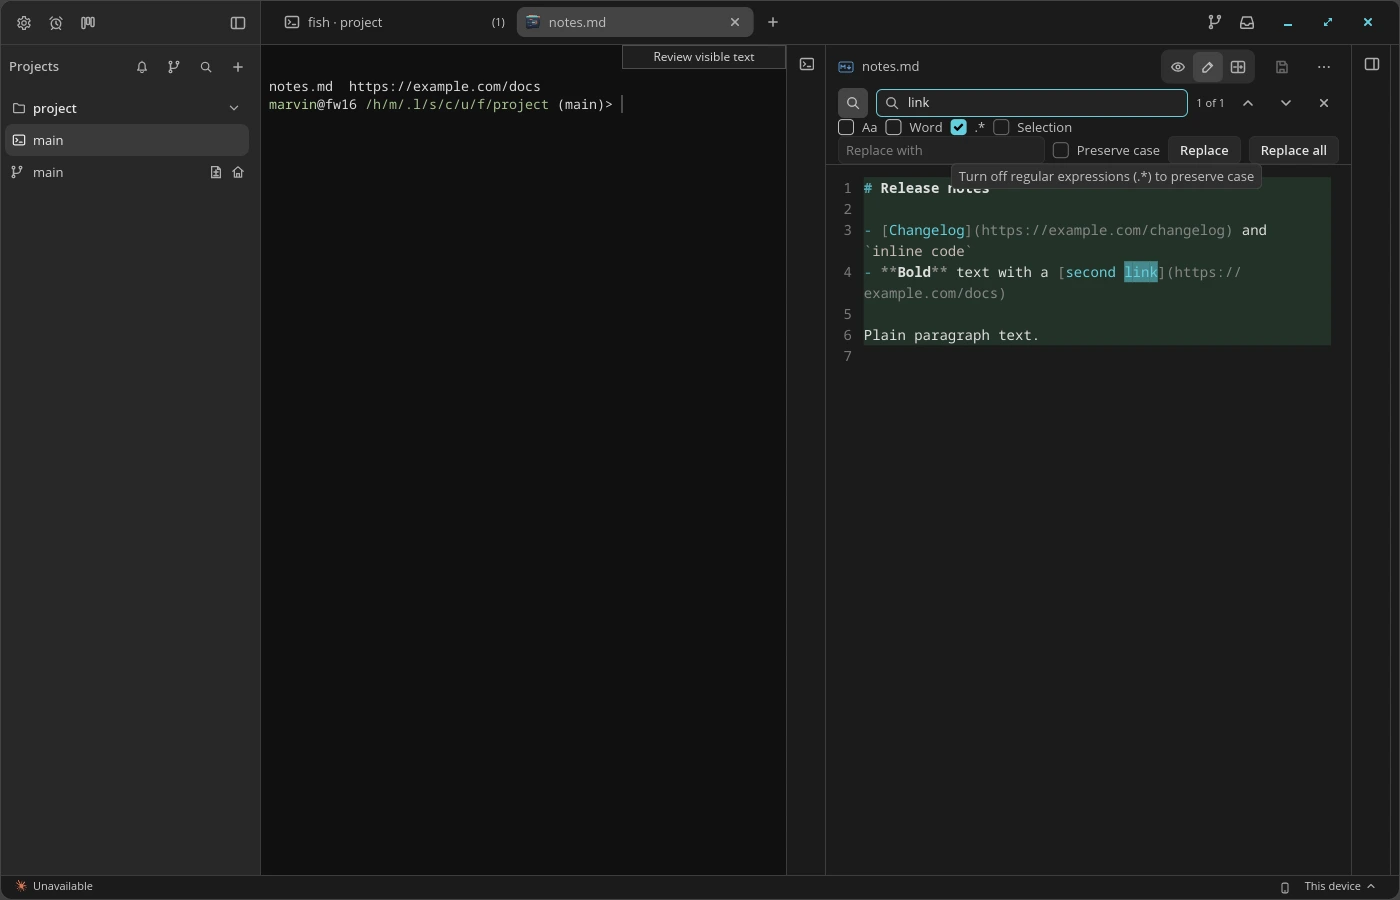 fish · project
(1)
notes.md
Projects
project
main
main
Review visible text
notes.md  https://example.com/docs
marvin@fw16 /h/m/.l/s/c/u/f/project (main)>
notes.md
link
1 of 1
Aa
Word
.*
Selection
Replace with
Preserve case
Replace
Replace all
Turn off regular expressions (.*) to preserve case
1 # Release notes
2
3 - [Changelog](https://example.com/changelog) and
`inline code`
4 - **Bold** text with a [second link](https://
example.com/docs)
5
6 Plain paragraph text.
7
Unavailable
This device